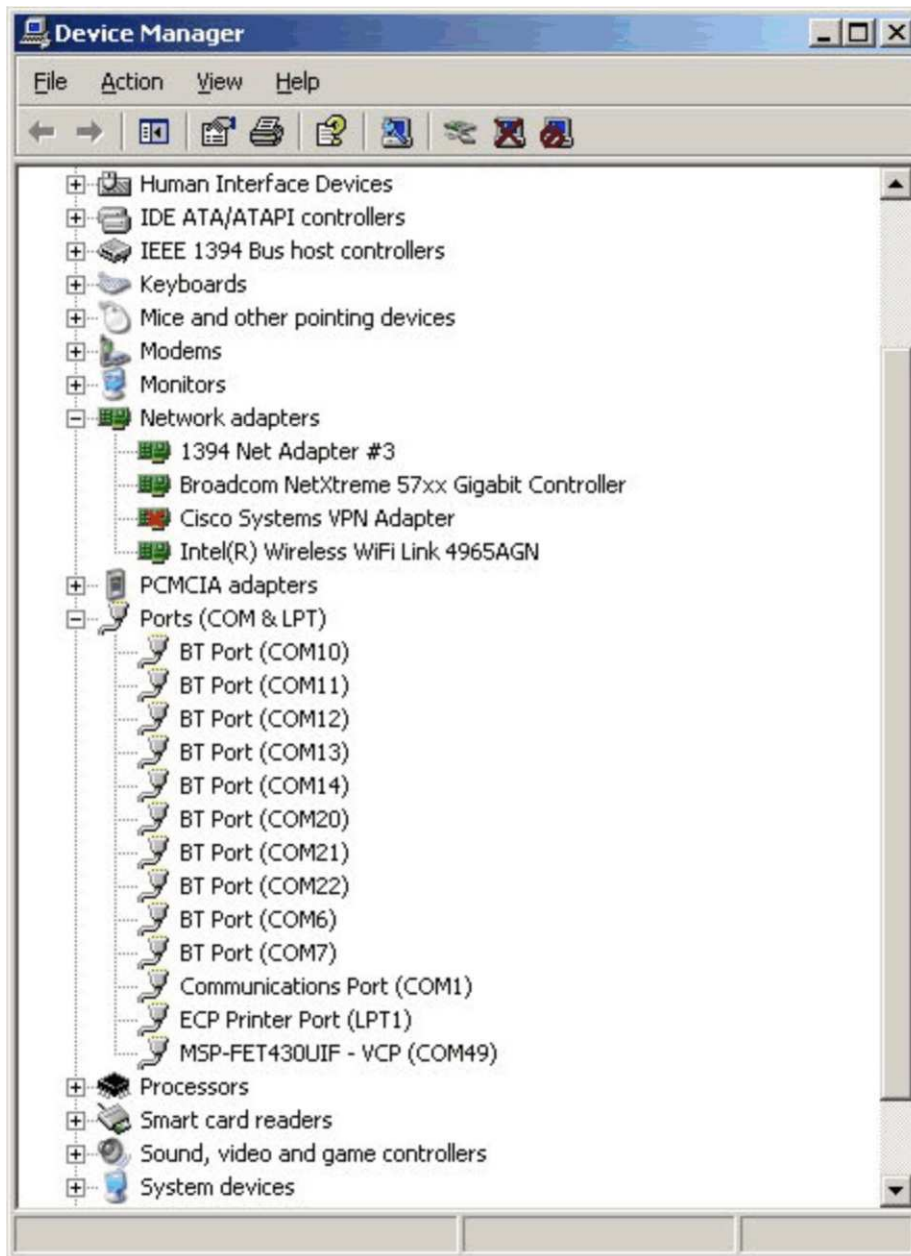 Device Manager
File Action View Help
Human Interface Devices
IDE ATA/ATAPI controllers
IEEE 1394 Bus host controllers
Keyboards
Mice and other pointing devices
Modems
Monitors
Network adapters
1394 Net Adapter #3
Broadcom NetXtreme 57xx Gigabit Controller
Cisco Systems VPN Adapter
Intel(R) Wireless WiFi Link 4965AGN
PCMCIA adapters
Ports (COM & LPT)
BT Port (COM10)
BT Port (COM11)
BT Port (COM12)
BT Port (COM13)
BT Port (COM14)
BT Port (COM20)
BT Port (COM21)
BT Port (COM22)
BT Port (COM6)
BT Port (COM7)
Communications Port (COM1)
ECP Printer Port (LPT1)
MSP-FET430UIF - VCP (COM49)
Processors
Smart card readers
Sound, video and game controllers
System devices